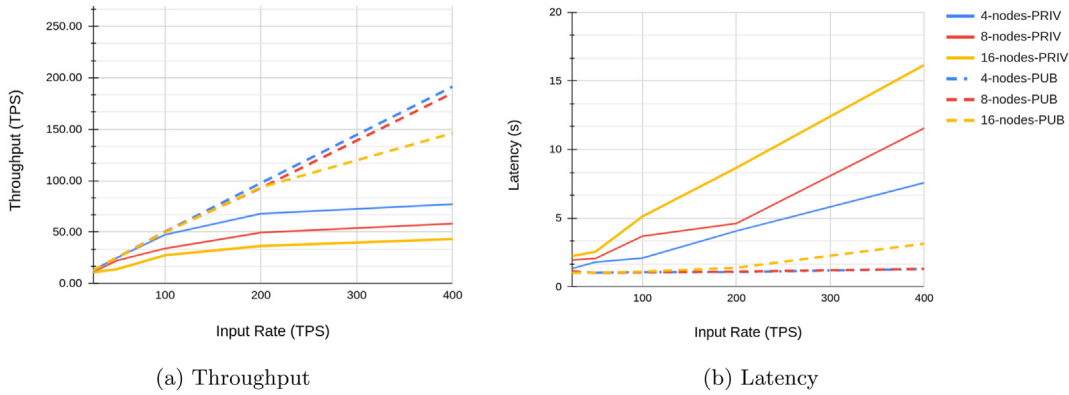 250.00
200.00
150.00
100.00
50.00
0.00
100
200
300
400
Throughput (TPS)
Input Rate (TPS)
(a) Throughput
20
15
10
5
0
100
200
300
400
Latency (s)
Input Rate (TPS)
(b) Latency
4-nodes-PRIV
8-nodes-PRIV
16-nodes-PRIV
4-nodes-PUB
8-nodes-PUB
16-nodes-PUB